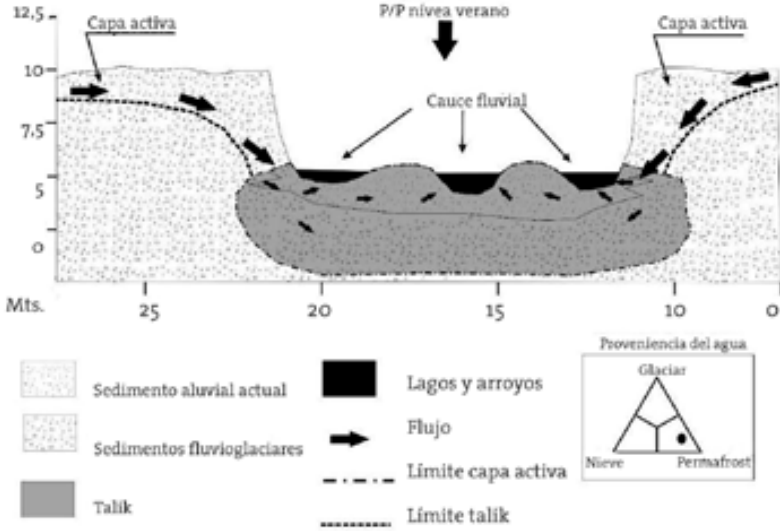 12,5
P/P nívea verano
Capa activa
Capa activa
10
Cauce fluvial
7,5
5
0
Mts.
25
20
15
10
0
Proveniencia del agua
Glaciar
Nieve
Permafrost
Sedimento aluvial actual
Sedimentos fluvioglaciares
Talik
Lagos y arroyos
Flujo
Límite capa activa
Límite talik